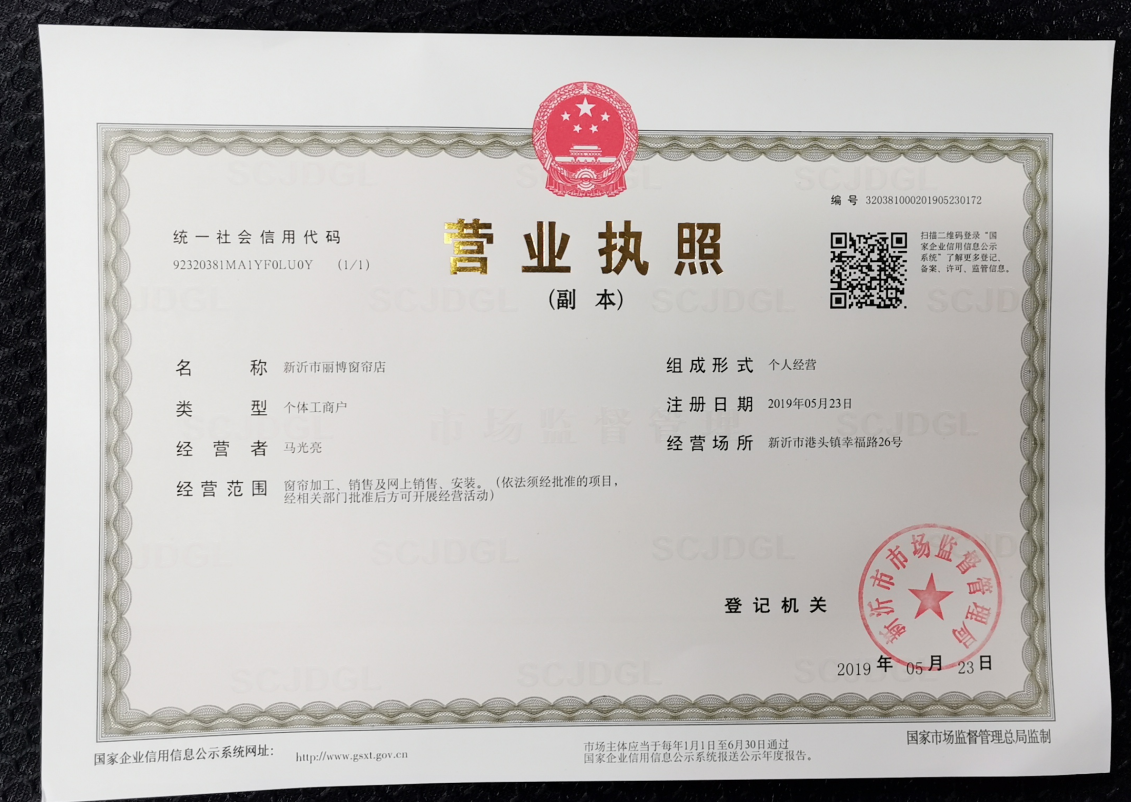 编 号 320381000201905230172
统一社会信用代码
92320381MA1YF0LU0Y (1/1)
营业执照
(副 本)
扫描二维码登录“国
家企业信用信息公示
系统”了解更多登记、
备案、许可、监管信息。
名 称 新沂市丽博窗帘店
类 型 个体工商户
经 营 者 马光亮
经 营 范 围 窗帘加工、销售及网上销售、安装。(依法须经批准的项目,
经相关部门批准后方可开展经营活动)
组 成 形 式 个人经营
注 册 日 期 2019年05月23日
经 营 场 所 新沂市港头镇幸福路26号
市场监督管理
SCJDGL
登 记 机 关
新沂市市场监督管理局
2019 年 05 月 23 日
国家企业信用信息公示系统网址: http://www.gsxt.gov.cn
市场主体应当于每年1月1日至6月30日通过
国家企业信用信息公示系统报送公示年度报告。
国家市场监督管理总局监制